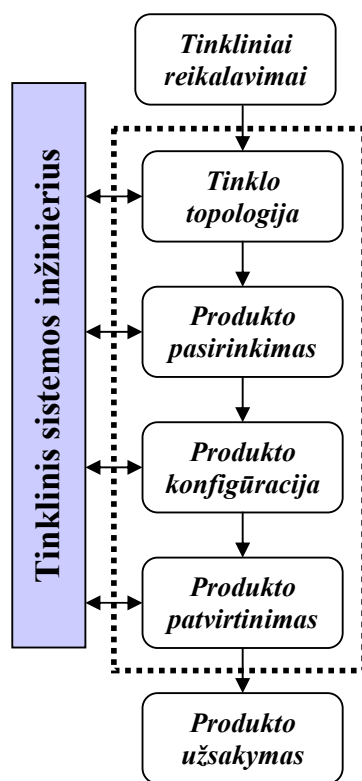 Tinkliniai
reikalavimai
Tinklinis sistemos inžinierius
Tinklo
topologija
Produkto
pasirinkimas
Produkto
konfigūracija
Produkto
patvirtinimas
Produkto
užsakymas